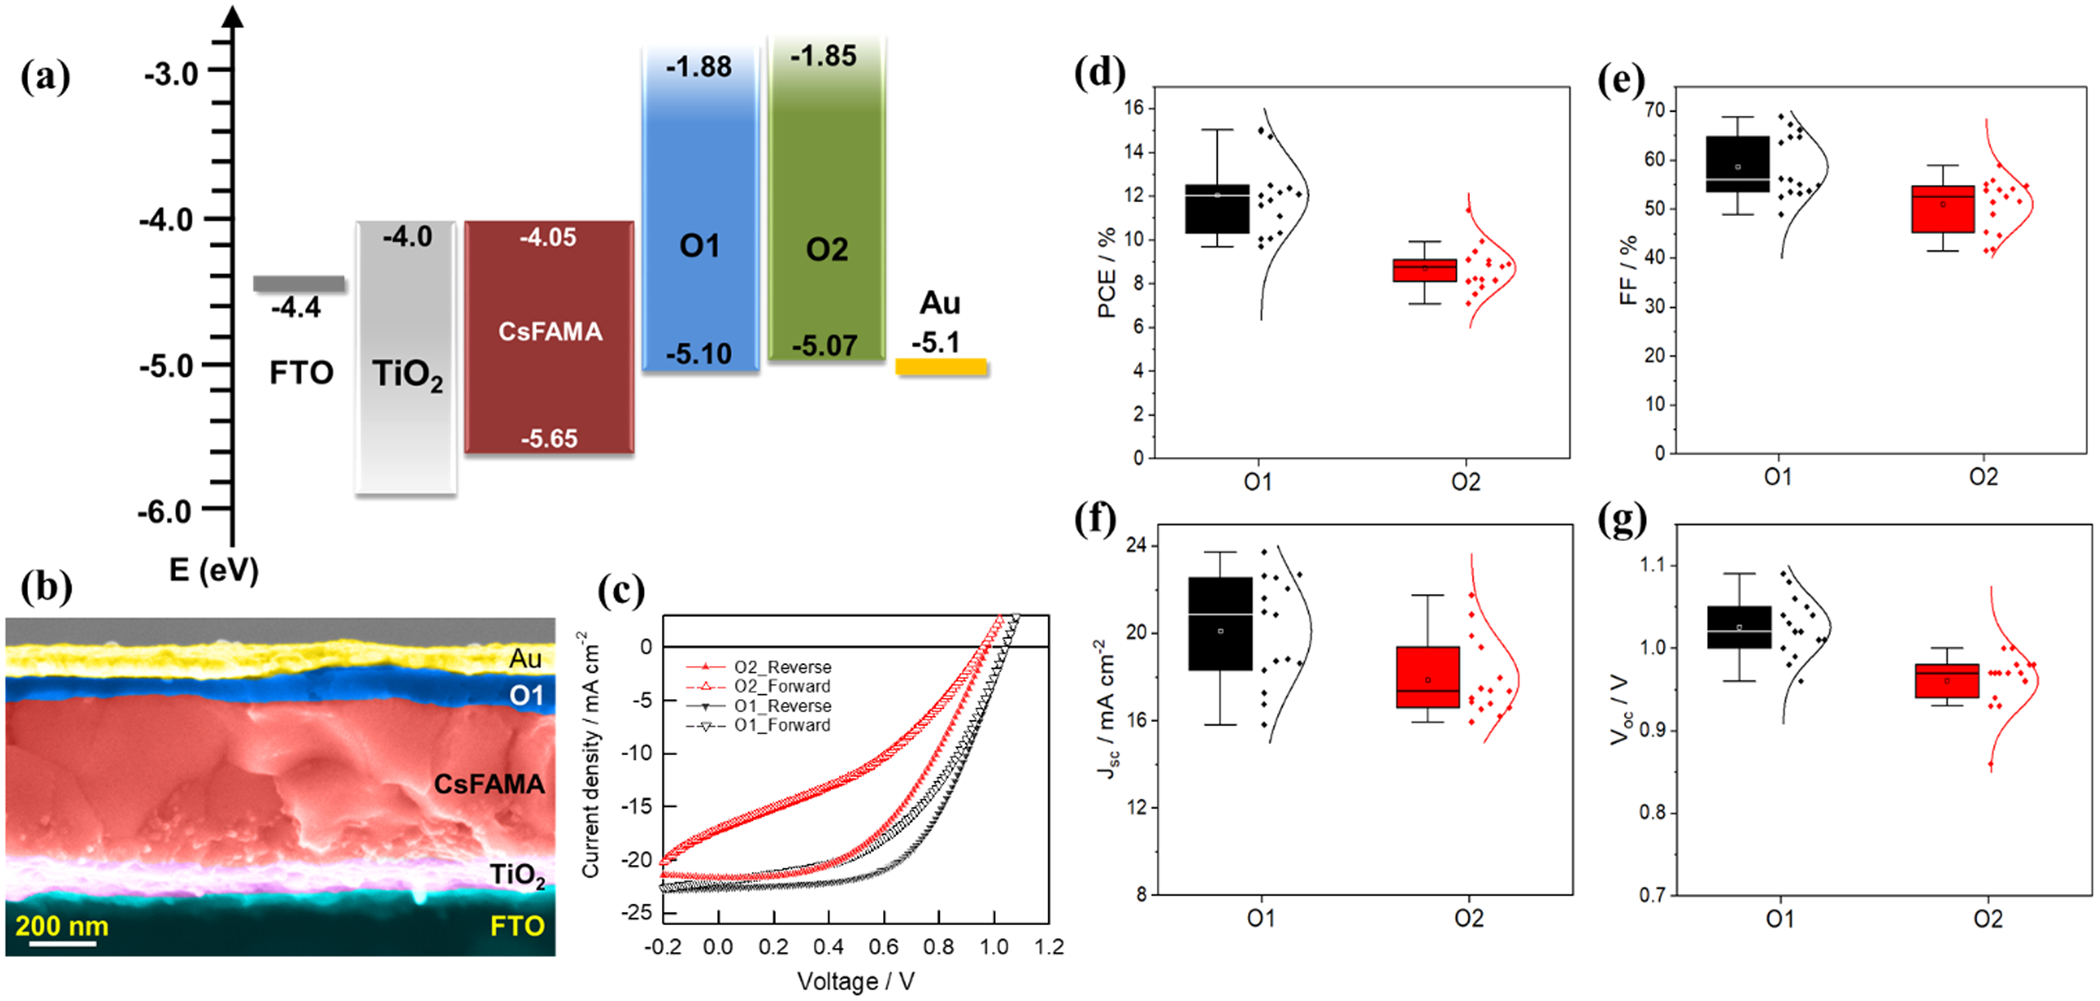 (a)
-3.0
-4.0
-5.0
-6.0
E (eV)
-4.4
FTO
-4.0
TiO2
-4.05
CsFAMA
-5.65
-1.88
O1
-5.10
-1.85
O2
-5.07
Au
-5.1
(b)
Au
O1
CsFAMA
TiO2
FTO
200 nm
(c)
Current density / mA cm-2
0
-5
-10
-15
-20
-25
O2_Reverse
O2_Forward
O1_Reverse
O1_Forward
-0.2 0.0 0.2 0.4 0.6 0.8 1.0 1.2
Voltage / V
(d)
PCE / %
16
14
12
10
8
6
4
2
0
O1 O2
(e)
FF / %
70
60
50
40
30
20
10
0
O1 O2
(f)
Jsc / mA cm-2
24
20
16
12
8
O1 O2
(g)
Voc / V
1.1
1.0
0.9
0.8
0.7
O1 O2